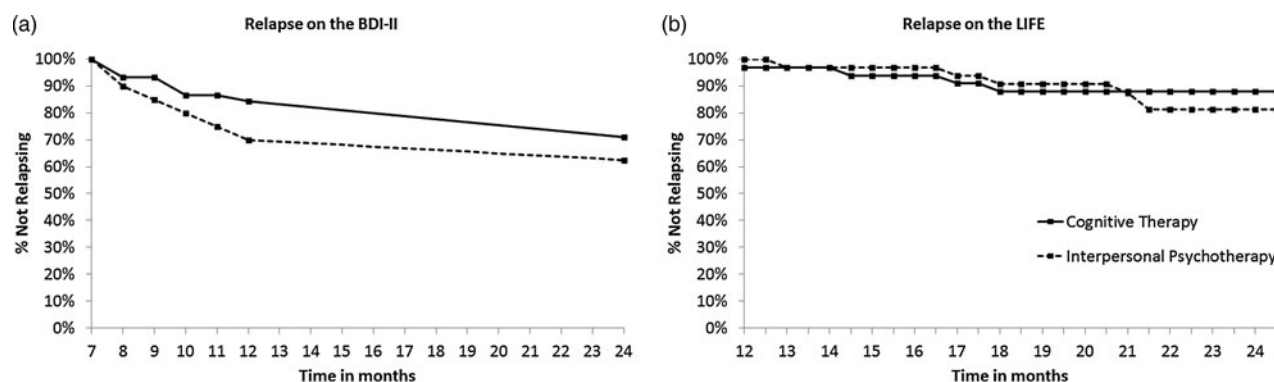 (a)
Relapse on the BDI-II
% Not Relapsing
100%
90%
80%
70%
60%
50%
40%
30%
20%
10%
0%
7 8 9 10 11 12 13 14 15 16 17 18 19 20 21 22 23 24
Time in months
(b)
Relapse on the LIFE
% Not Relapsing
100%
90%
80%
70%
60%
50%
40%
30%
20%
10%
0%
12 13 14 15 16 17 18 19 20 21 22 23 24
Time in months
Cognitive Therapy
Interpersonal Psychotherapy